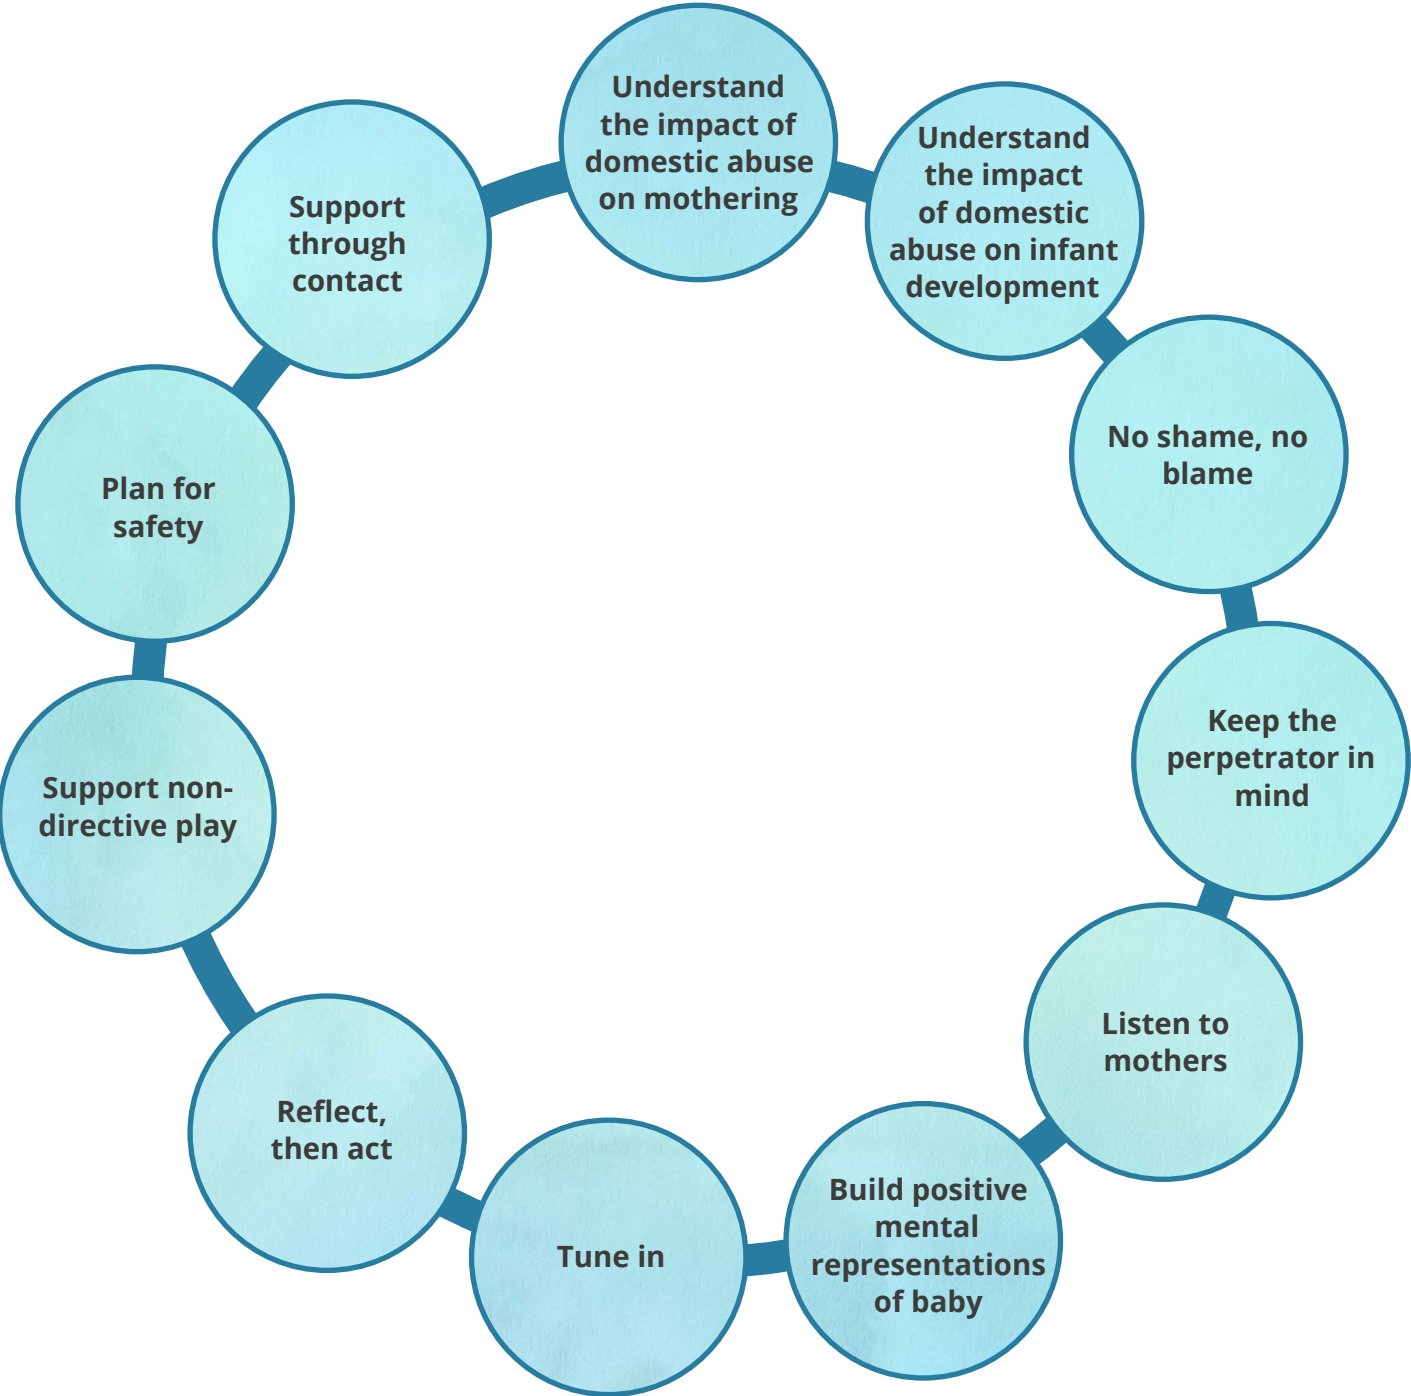 Understand
the impact of
domestic abuse
on mothering
Understand
the impact
of domestic
abuse on infant
development
No shame, no
blame
Keep the
perpetrator in
mind
Listen to
mothers
Build positive
mental
representations
of baby
Tune in
Reflect,
then act
Support non-
directive play
Plan for
safety
Support
through
contact